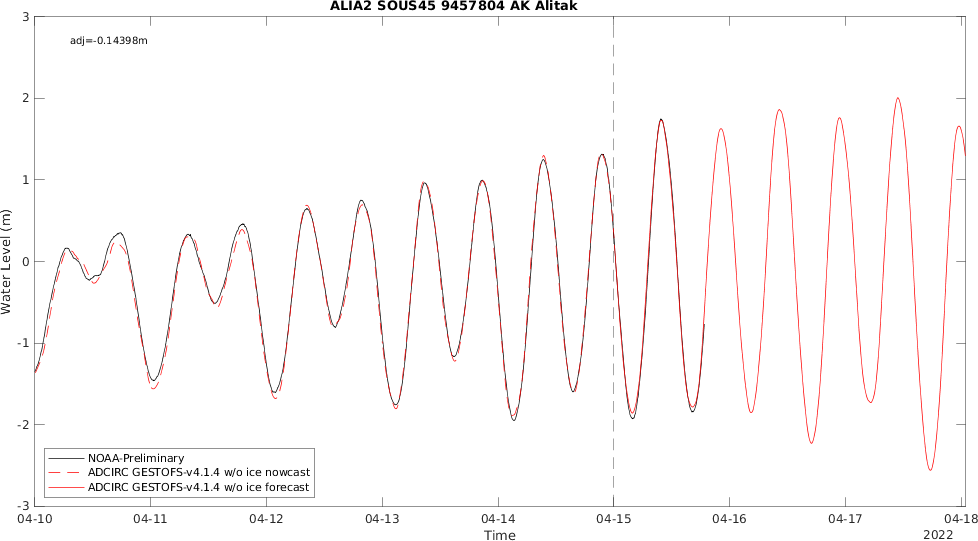 ALIA2 SOUS45 9457804 AK Alitak
adj=-0.14398m
3
2
1
0
-1
-2
-3
Water Level (m)
NOAA-Preliminary
ADCIRC GESTOFS-v4.1.4 w/o ice nowcast
ADCIRC GESTOFS-v4.1.4 w/o ice forecast
04-10 04-11 04-12 04-13 04-14 04-15 04-16 04-17 04-18
Time
2022